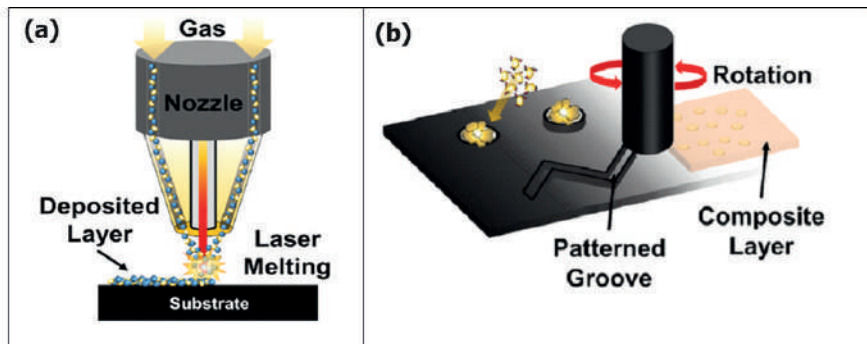 (a)
Gas
Nozzle
Deposited
Layer
Laser
Melting
Substrate
(b)
Rotation
Composite
Layer
Patterned
Groove